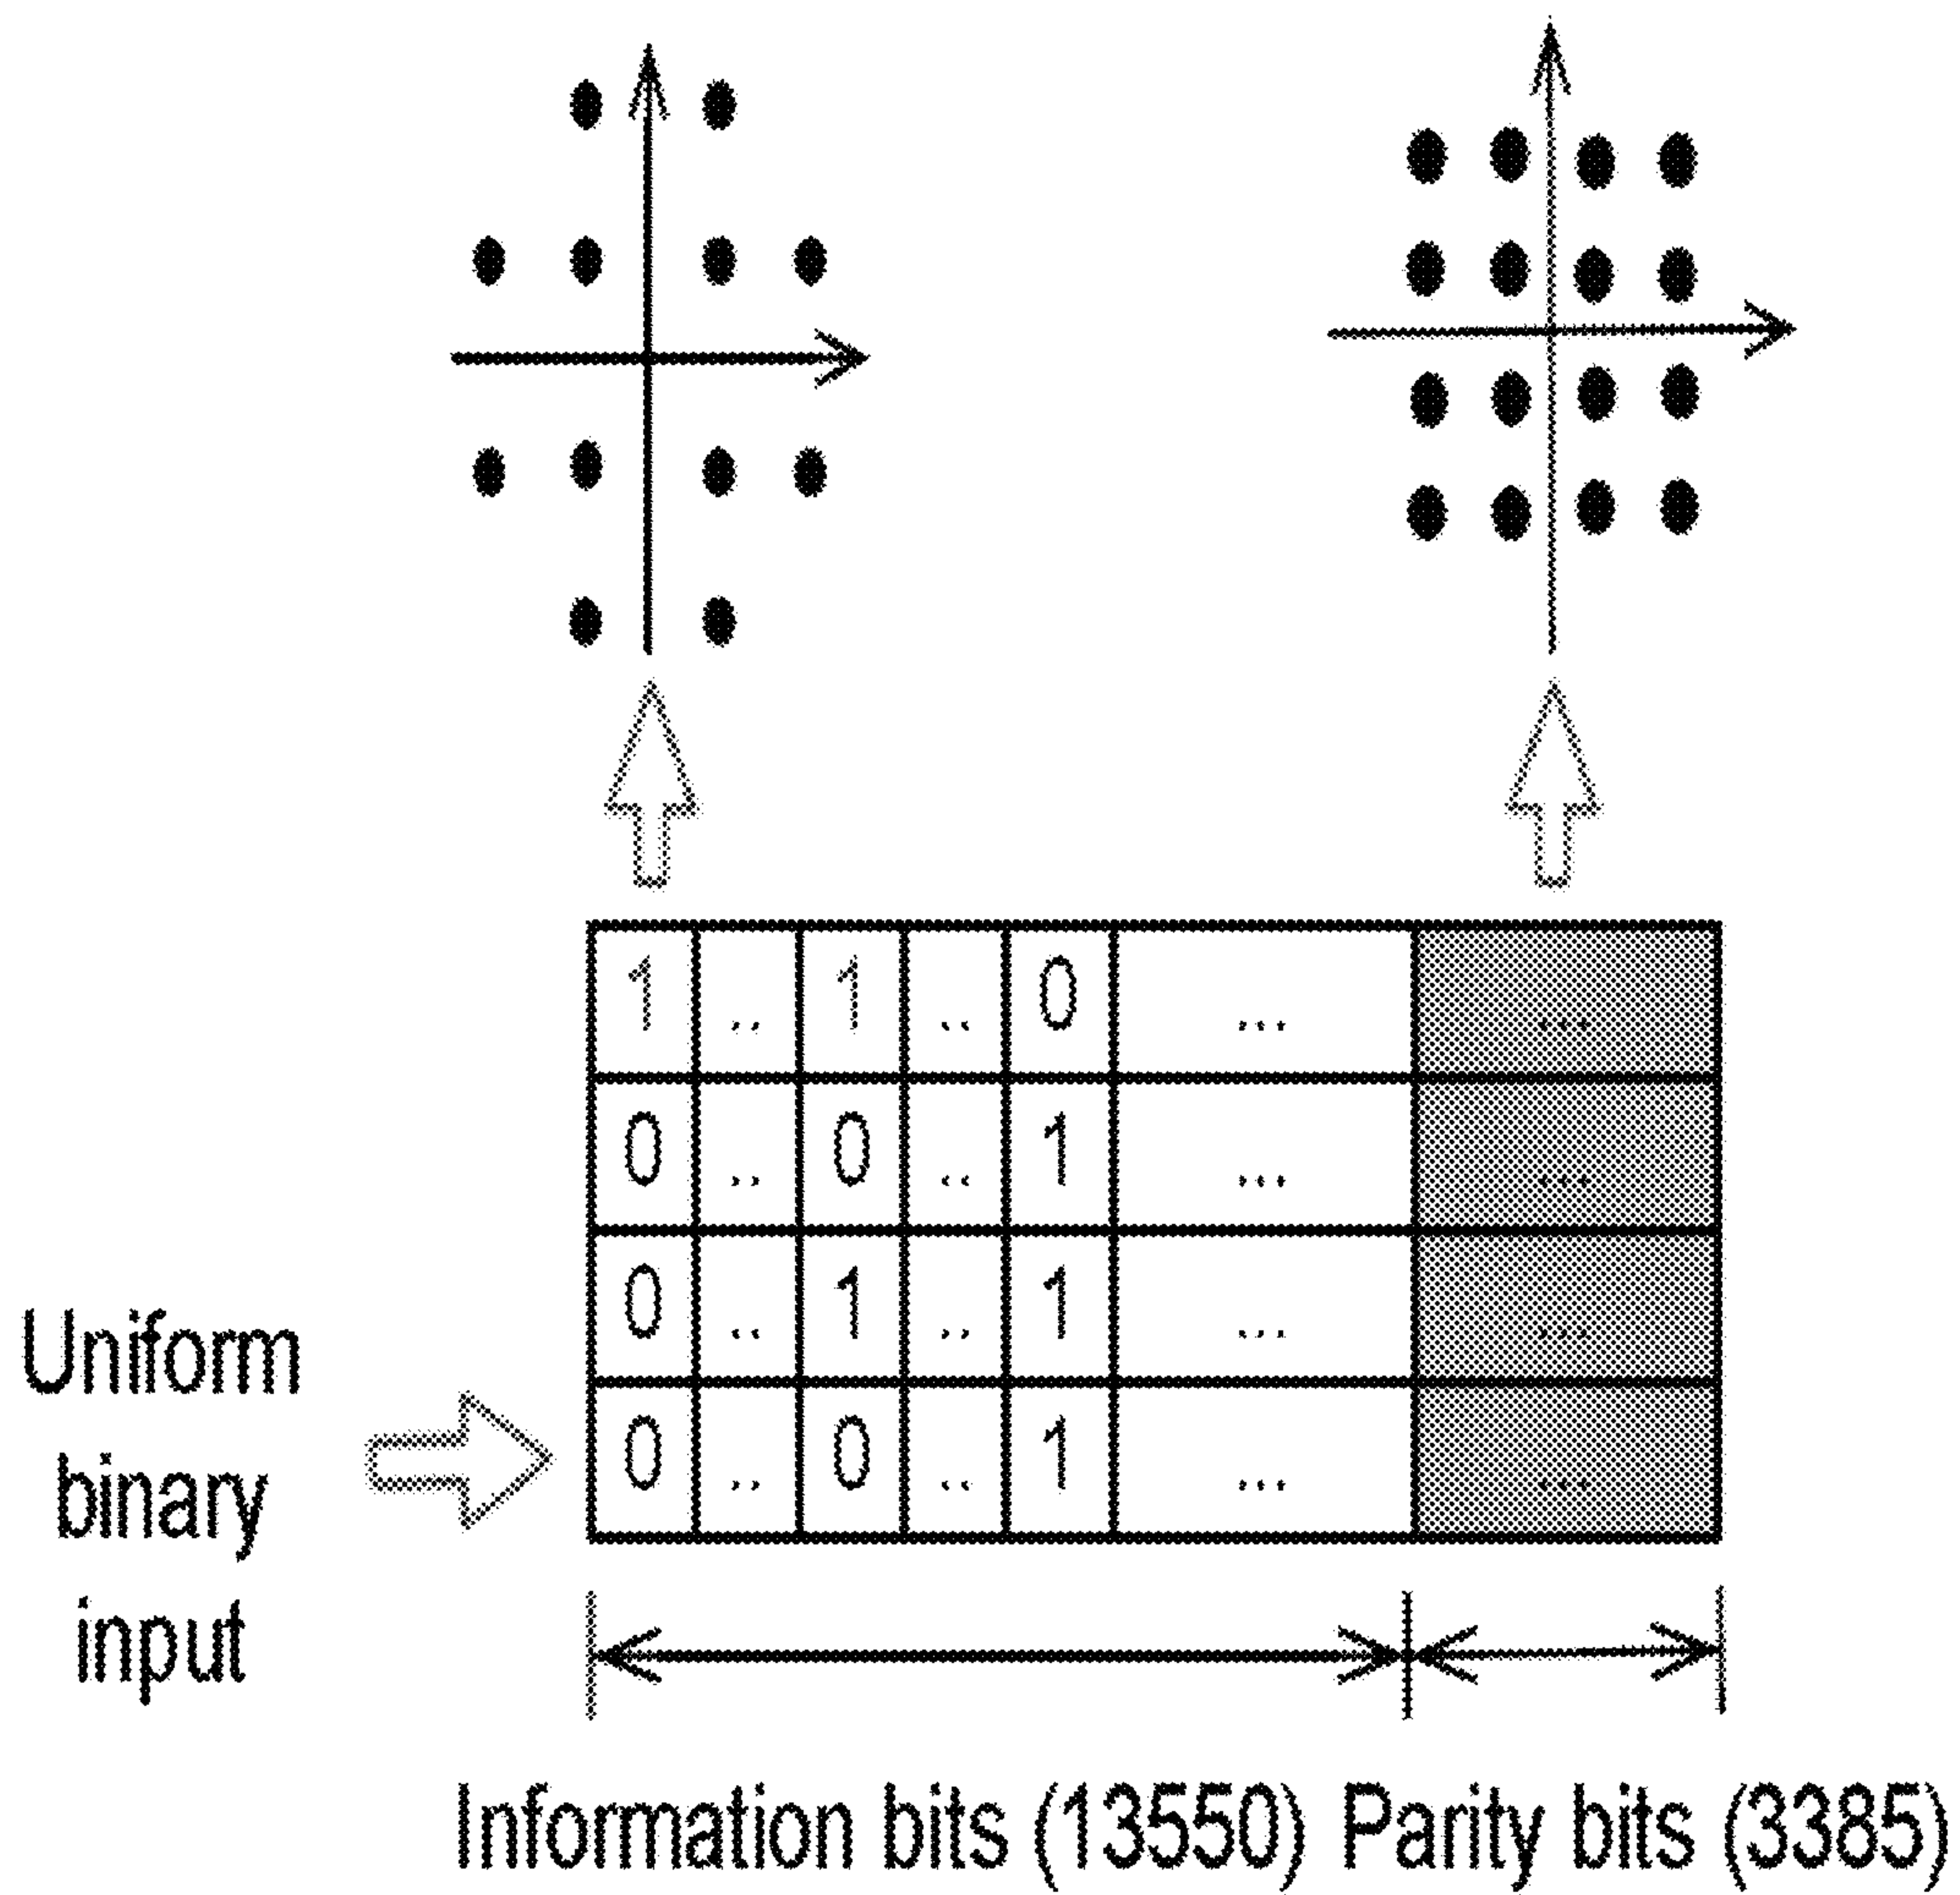 1 .. 1 .. 0 ... ...
0 .. 0 .. 1 ... ...
0 .. 1 .. 1 ... ...
0 .. 0 .. 1 ... ...
Uniform
binary
input
Information bits (13550) Parity bits (3385)